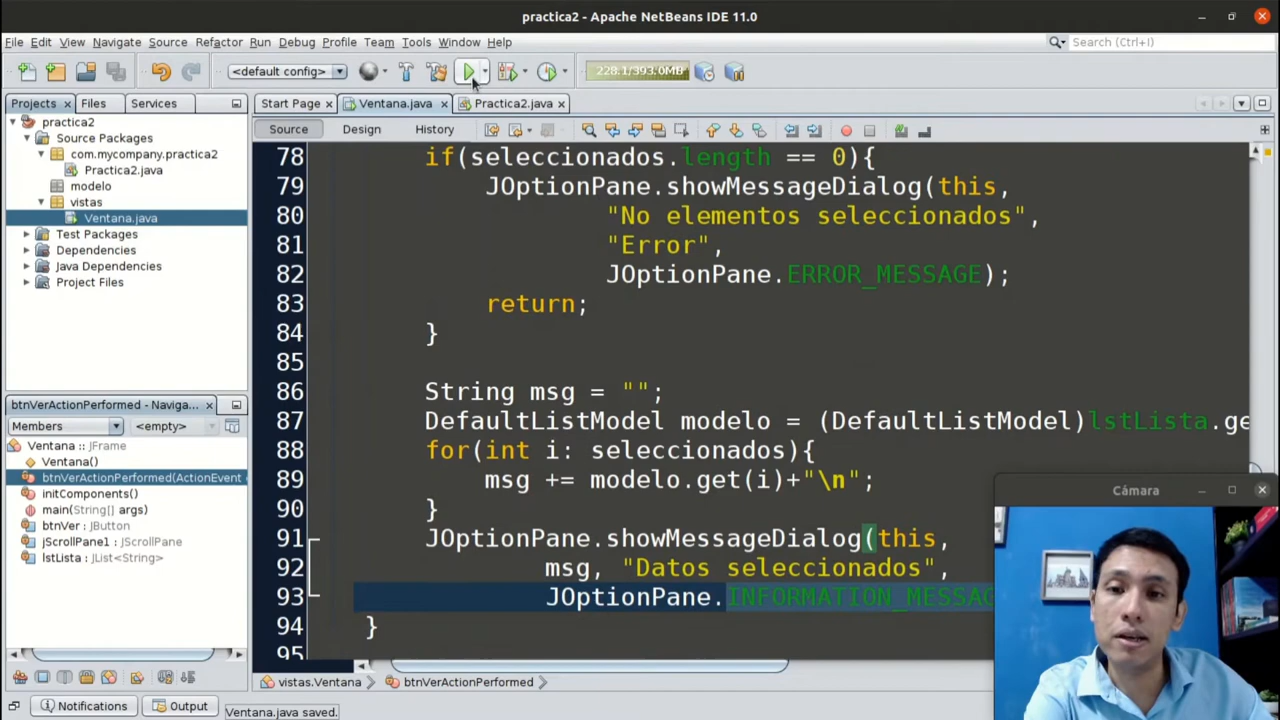 practica2 - Apache NetBeans IDE 11.0
File Edit View Navigate Source Refactor Run Debug Profile Team Tools Window Help
Search (Ctrl+I)
<default config>
228.1/393.0MB
Projects Files Services
Start Page Ventana.java Practica2.java
Source Design History
practica2
Source Packages
com.mycompany.practica2
Practica2.java
modelo
vistas
Ventana.java
Test Packages
Dependencies
Java Dependencies
Project Files
78 if(seleccionados.length == 0){
79 JOptionPane.showMessageDialog(this,
80 "No elementos seleccionados",
81 "Error",
82 JOptionPane.ERROR_MESSAGE);
83 return;
84 }
85
86 String msg = "";
87 DefaultListModel modelo = (DefaultListModel)lstLista.ge
88 for(int i: seleccionados){
89 msg += modelo.get(i)+"\n";
90 }
91 JOptionPane.showMessageDialog(this,
92 msg, "Datos seleccionados",
93 JOptionPane.INFORMATION_MESSAG
94 }
95
btnVerActionPerformed - Naviga...
Members <empty>
Ventana :: JFrame
Ventana()
btnVerActionPerformed(ActionEvent
initComponents()
main(String[] args)
btnVer : JButton
jScrollPane1 : JScrollPane
lstLista : JList<String>
Cámara
vistas.Ventana btnVerActionPerformed
Notifications Output
Ventana.java saved.